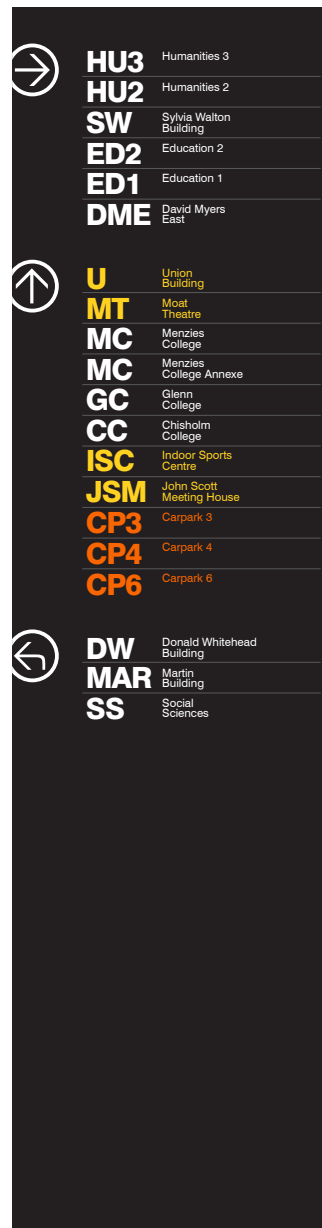 HU3 Humanities 3
HU2 Humanities 2
SW Sylvia Walton
Building
ED2 Education 2
ED1 Education 1
DME David Myers
East
U Union
Building
MT Moat
Theatre
MC Menzies
College
MC Menzies
College Annexe
GC Glenn
College
CC Chisholm
College
ISC Indoor Sports
Centre
JSM John Scott
Meeting House
CP3 Carpark 3
CP4 Carpark 4
CP6 Carpark 6
DW Donald Whitehead
Building
MAR Martin
Building
SS Social
Sciences